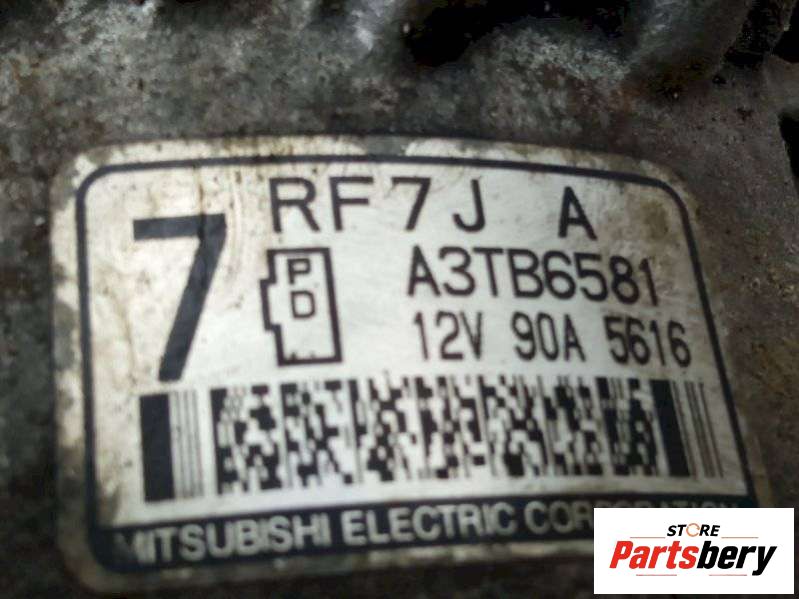 RF7J A
7
P
D
A3TB6581
12V 90A 5616
MITSUBISHI ELECTRIC CORPORATION
STORE
Partsbery